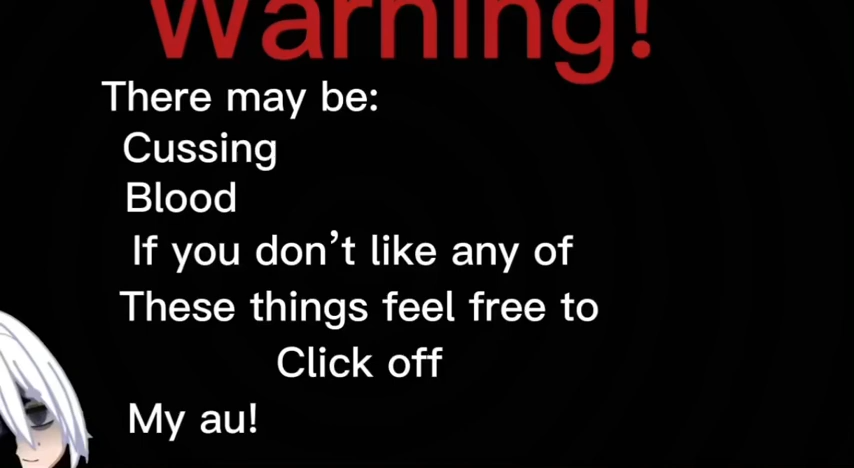 Warning!
There may be:
Cussing
Blood
If you don’t like any of
These things feel free to
Click off
My au!